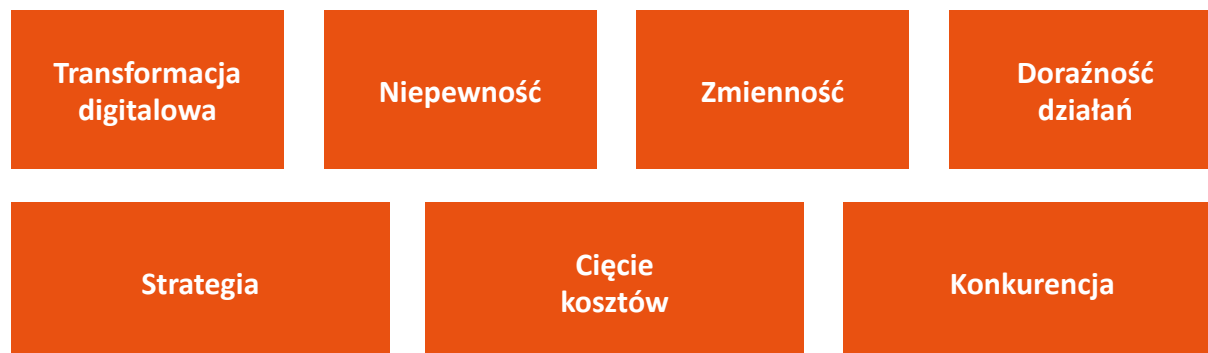 Transformacja
digitalowa
Niepewność
Zmienność
Doraźność
działań
Strategia
Cięcie
kosztów
Konkurencja